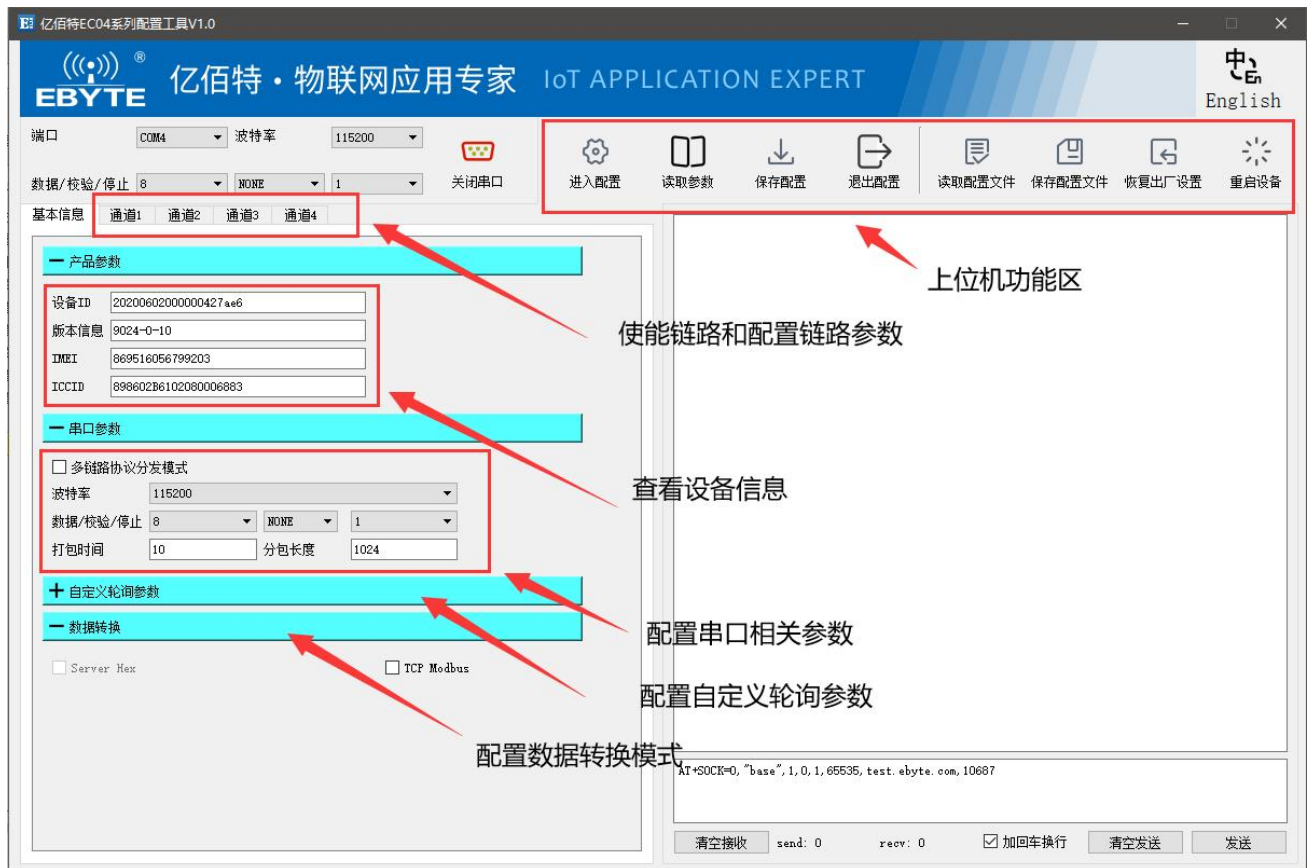 亿佰特EC04系列配置工具V1.0
EBYTE ® 亿佰特·物联网应用专家 IoT APPLICATION EXPERT
中 En
English
端口 COM4 波特率 115200
数据/校验/停止 8 NONE 1
关闭串口
进入配置 读取参数 保存配置 退出配置 读取配置文件 保存配置文件 恢复出厂设置 重启设备
基本信息 通道1 通道2 通道3 通道4
上位机功能区
产品参数
设备ID 20200602000000427ae6
版本信息 9024-0-10
IMEI 869516056799203
ICCID 898602B6102080006883
使能链路和配置链路参数
串口参数
多链路协议分发模式
波特率 115200
数据/校验/停止 8 NONE 1
打包时间 10 分包长度 1024
查看设备信息
自定义轮询参数
数据转换
Server Hex TCP Modbus
配置串口相关参数
配置自定义轮询参数
配置数据转换模式
AT+SOCK=0,"base",1,0,1,65535,test.ebyte.com,10687
清空接收 send: 0 recv: 0 加回车换行 清空发送 发送